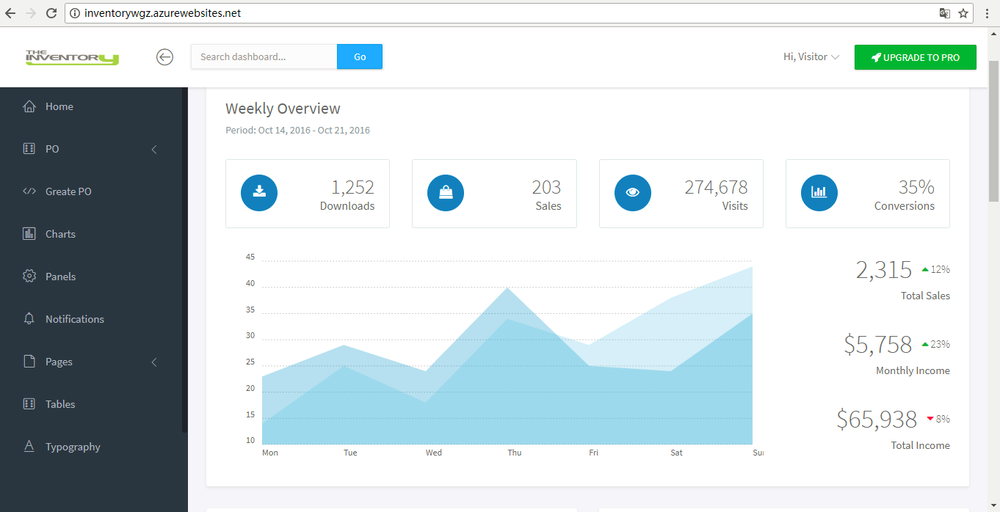 inventorywgz.azurewebsites.net
THE INVENTORY
Search dashboard...
Go
Hi, Visitor
UPGRADE TO PRO
Home
PO
Greate PO
Charts
Panels
Notifications
Pages
Tables
Typography
Weekly Overview
Period: Oct 14, 2016 - Oct 21, 2016
1,252
Downloads
203
Sales
274,678
Visits
35%
Conversions
45
40
35
30
25
20
15
10
Mon Tue Wed Thu Fri Sat Sun
2,315 12%
Total Sales
$5,758 23%
Monthly Income
$65,938 8%
Total Income